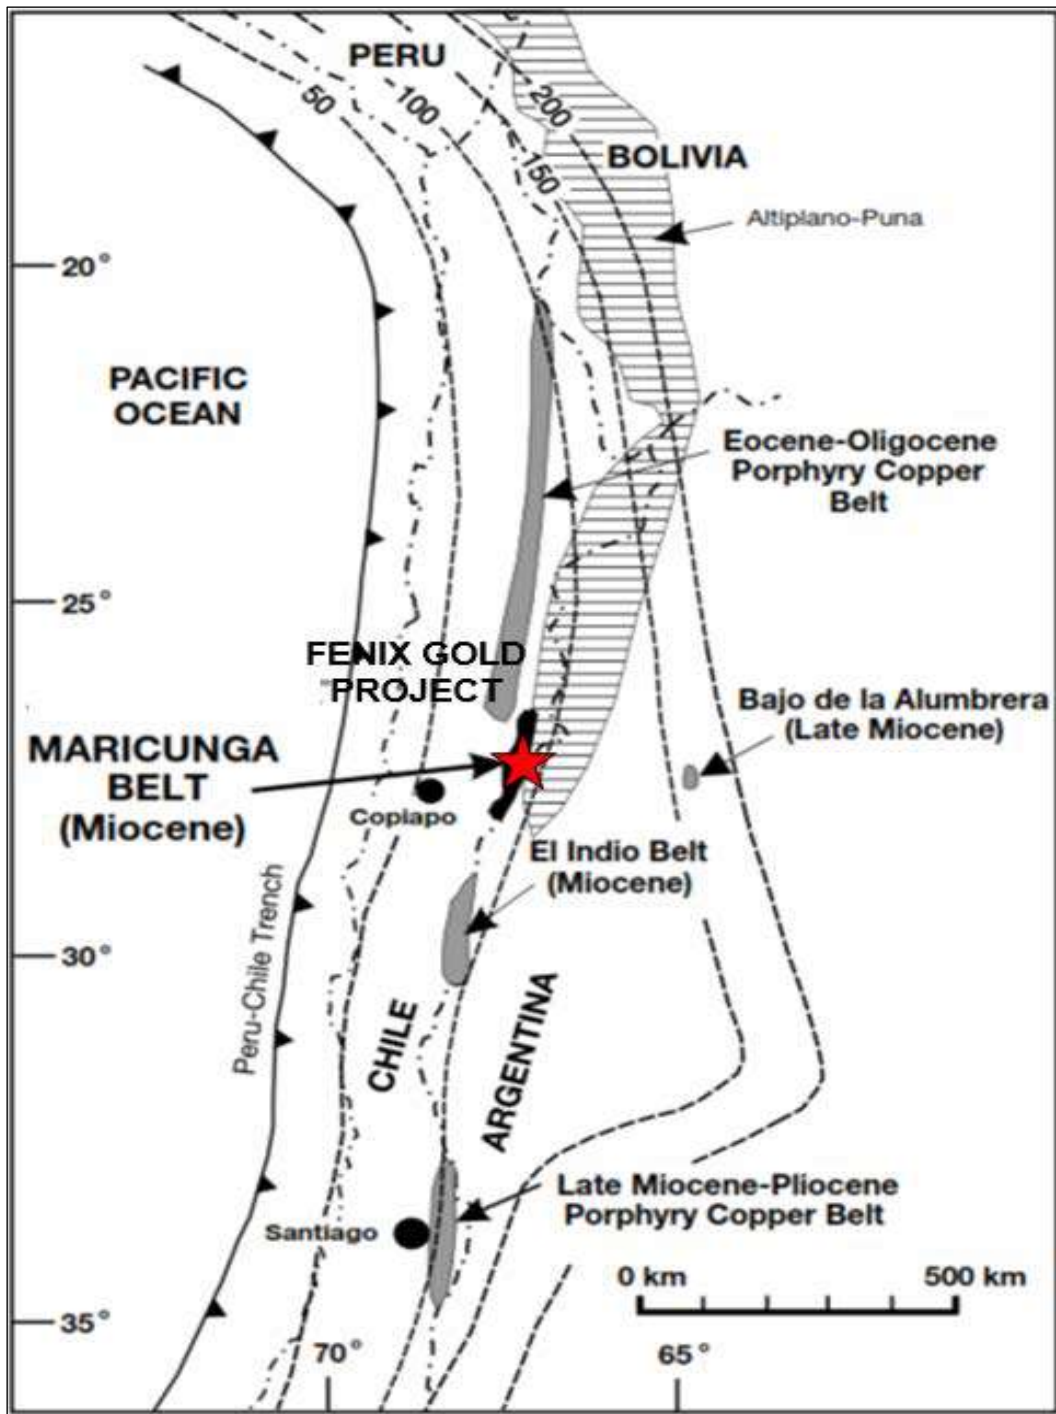 PERU
50
100
200
150
BOLIVIA
Altiplano-Puna
20°
PACIFIC
OCEAN
Eocene-Oligocene
Porphyry Copper
Belt
25°
FENIX GOLD
PROJECT
Bajo de la Alumbrera
(Late Miocene)
MARICUNGA
BELT
(Miocene)
Copiapo
El Indio Belt
(Miocene)
Peru-Chile Trench
30°
CHILE
ARGENTINA
Late Miocene-Pliocene
Porphyry Copper Belt
Santiago
0 km
500 km
35°
70°
65°